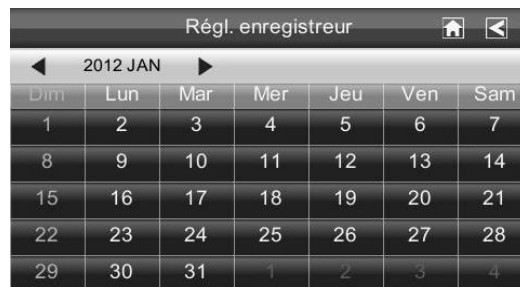 Régl. enregistreur
2012 JAN
Dim Lun Mar Mer Jeu Ven Sam
1 2 3 4 5 6 7
8 9 10 11 12 13 14
15 16 17 18 19 20 21
22 23 24 25 26 27 28
29 30 31 1 2 3 4